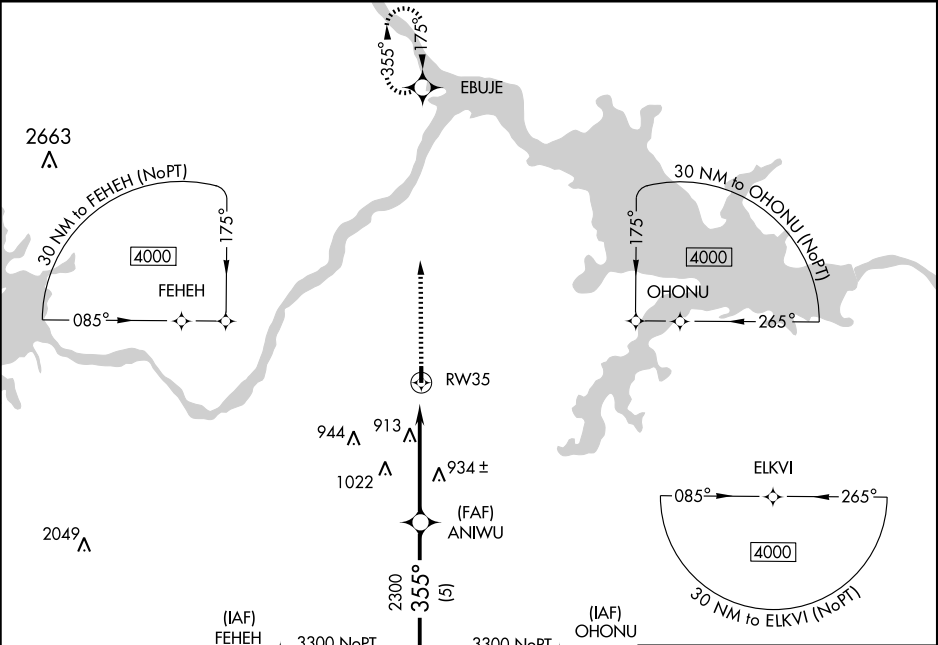 355°
175°
EBUJE
2663
30 NM to FEHEH (NoPT)
175°
4000
FEHEH
085°
30 NM to OHONU (NoPT)
175°
4000
OHONU
265°
RW35
944
913
1022
934 ±
(FAF)
ANIWU
2049
ELKVI
085°
265°
4000
30 NM to ELKVI (NoPT)
2300
355°
(5)
(IAF)
FEHEH
3300 NoPT
3300 NoPT
(IAF)
OHONU